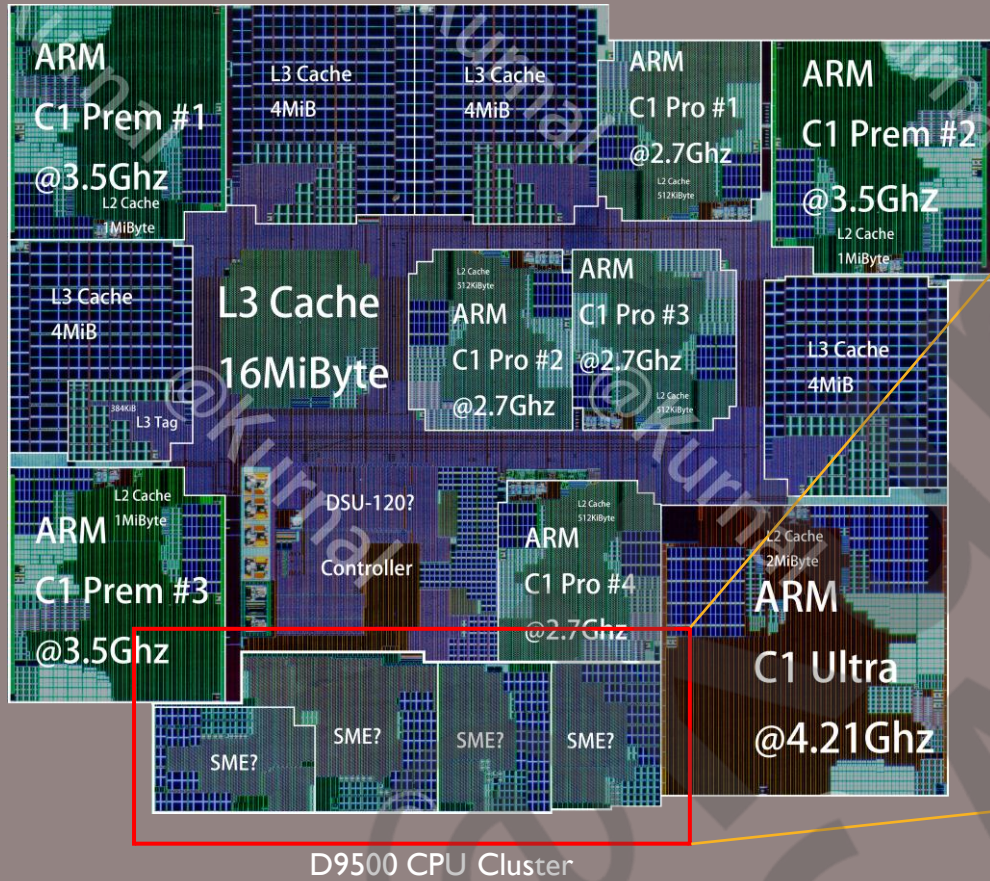 ARM
C1 Prem #1
@3.5Ghz
L2 Cache
1MiByte
L3 Cache
4MiB
L3 Cache
4MiB
ARM
C1 Pro #1
@2.7Ghz
L2 Cache
512KiByte
ARM
C1 Prem #2
@3.5Ghz
L2 Cache
1MiByte
L3 Cache
4MiB
384KiB
L3 Tag
L3 Cache
16MiByte
L2 Cache
512KiByte
ARM
C1 Pro #2
@2.7Ghz
ARM
C1 Pro #3
@2.7Ghz
L2 Cache
512KiByte
L3 Cache
4MiB
L2 Cache
1MiByte
ARM
C1 Prem #3
@3.5Ghz
DSU-120?
Controller
L2 Cache
512KiByte
ARM
C1 Pro #4
@2.7Ghz
L2 Cache
2MiByte
ARM
C1 Ultra
@4.21Ghz
SME?
SME?
SME?
SME?
D9500 CPU Cluster
@Kurnal
@Kurnal